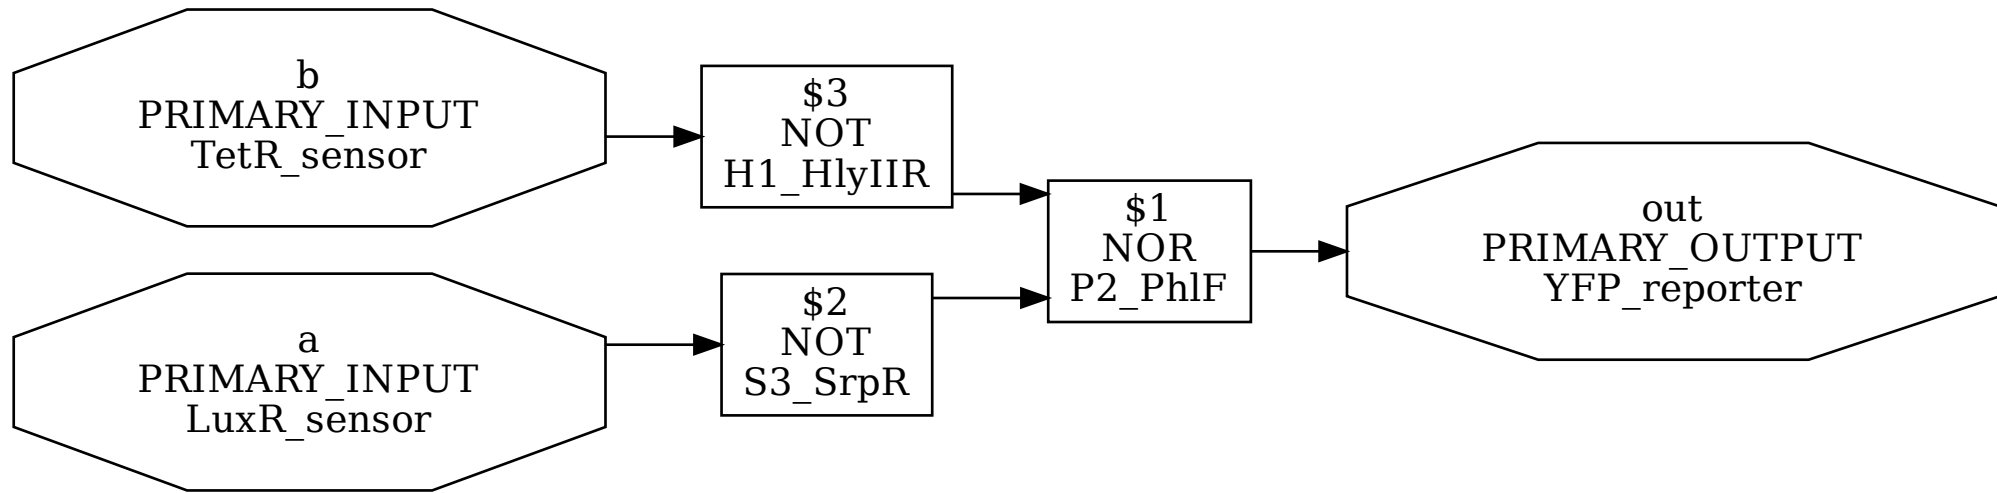 b
PRIMARY_INPUT
TetR_sensor
$3
NOT
H1_HlyIIR
a
PRIMARY_INPUT
LuxR_sensor
$2
NOT
S3_SrpR
$1
NOR
P2_PhlF
out
PRIMARY_OUTPUT
YFP_reporter